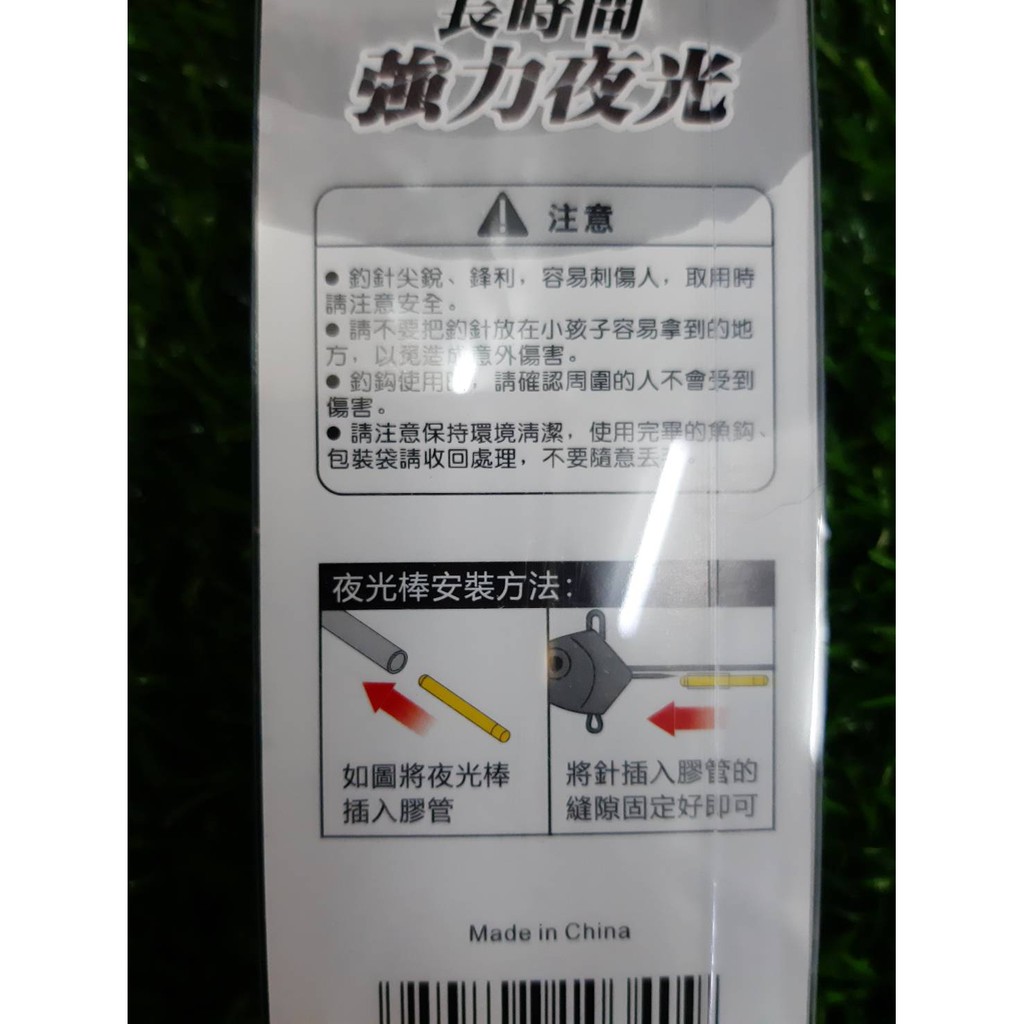 長時間
強力夜光
注意
● 釣針尖銳、鋒利，容易刺傷人，取用時
請注意安全。
● 請不要把釣針放在小孩子容易拿到的地
方，以免造成意外傷害。
● 釣鈎使用時，請確認周圍的人不會受到
傷害。
● 請注意保持環境清潔，使用完畢的魚鈎、
包裝袋請收回處理，不要隨意丟
夜光棒安裝方法：
如圖將夜光棒
插入膠管
將針插入膠管的
縫隙固定好即可
Made in China